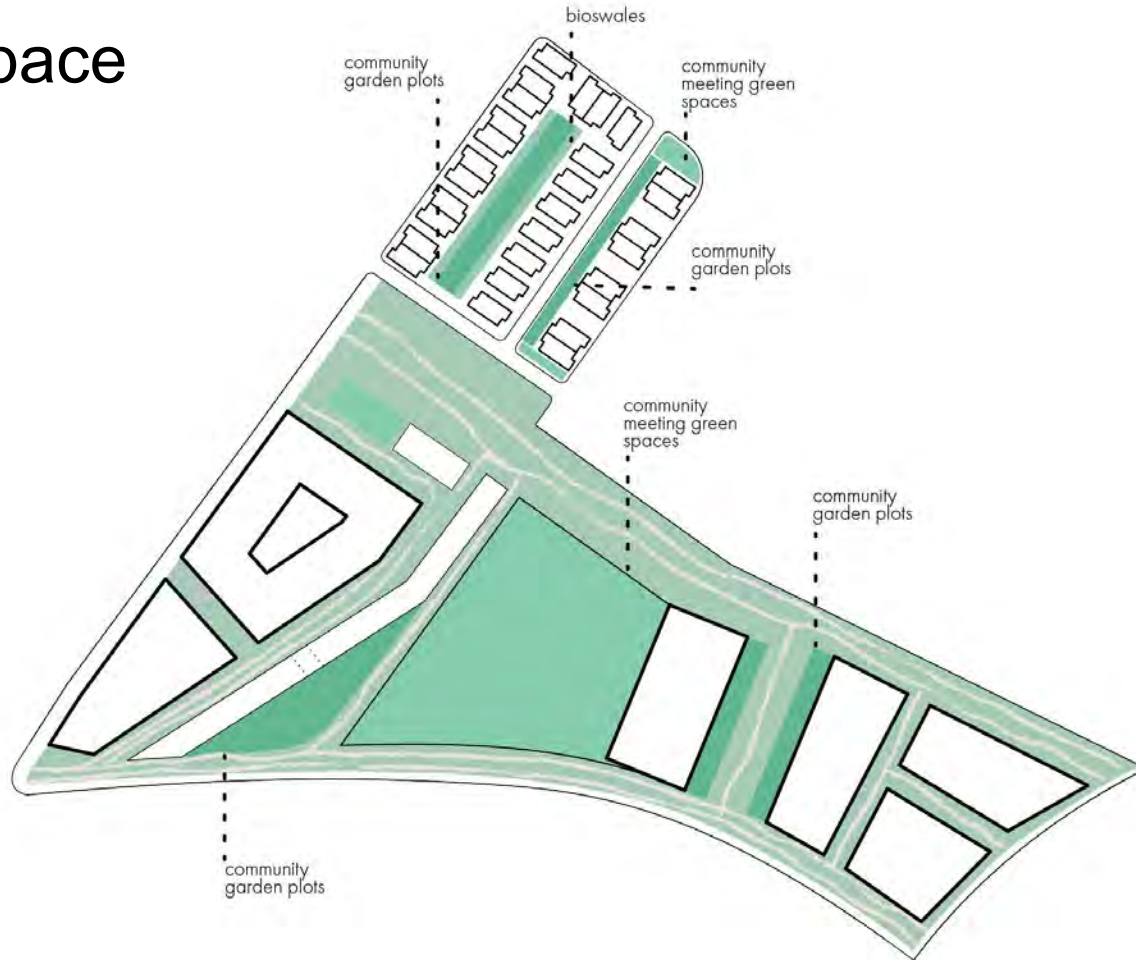 pace
bioswales
community
garden plots
community
meeting green
spaces
community
garden plots
community
meeting green
spaces
community
garden plots
community
garden plots